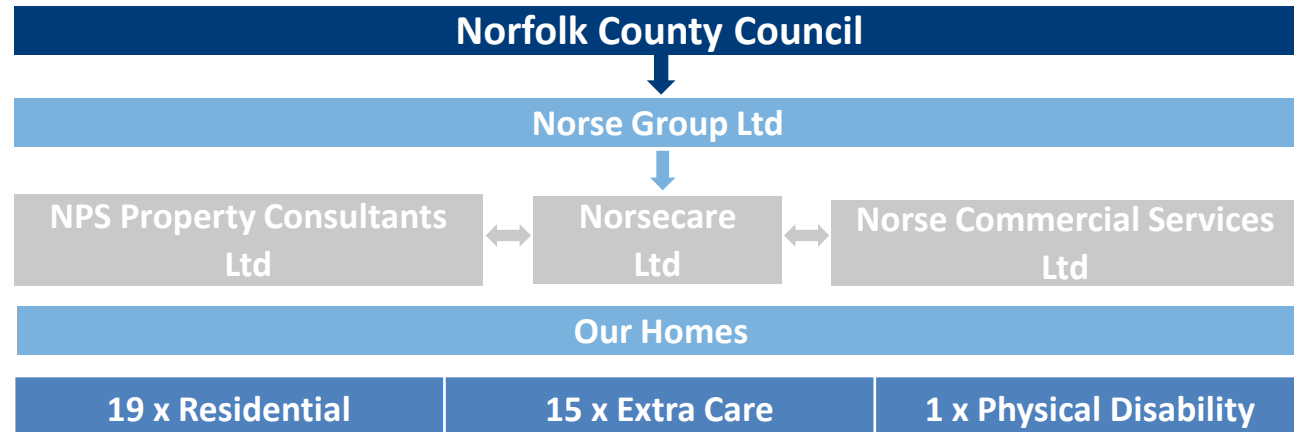 Norfolk County Council
Norse Group Ltd
NPS Property Consultants
Ltd
Norsecare
Ltd
Norse Commercial Services
Ltd
Our Homes
19 x Residential
15 x Extra Care
1 x Physical Disability